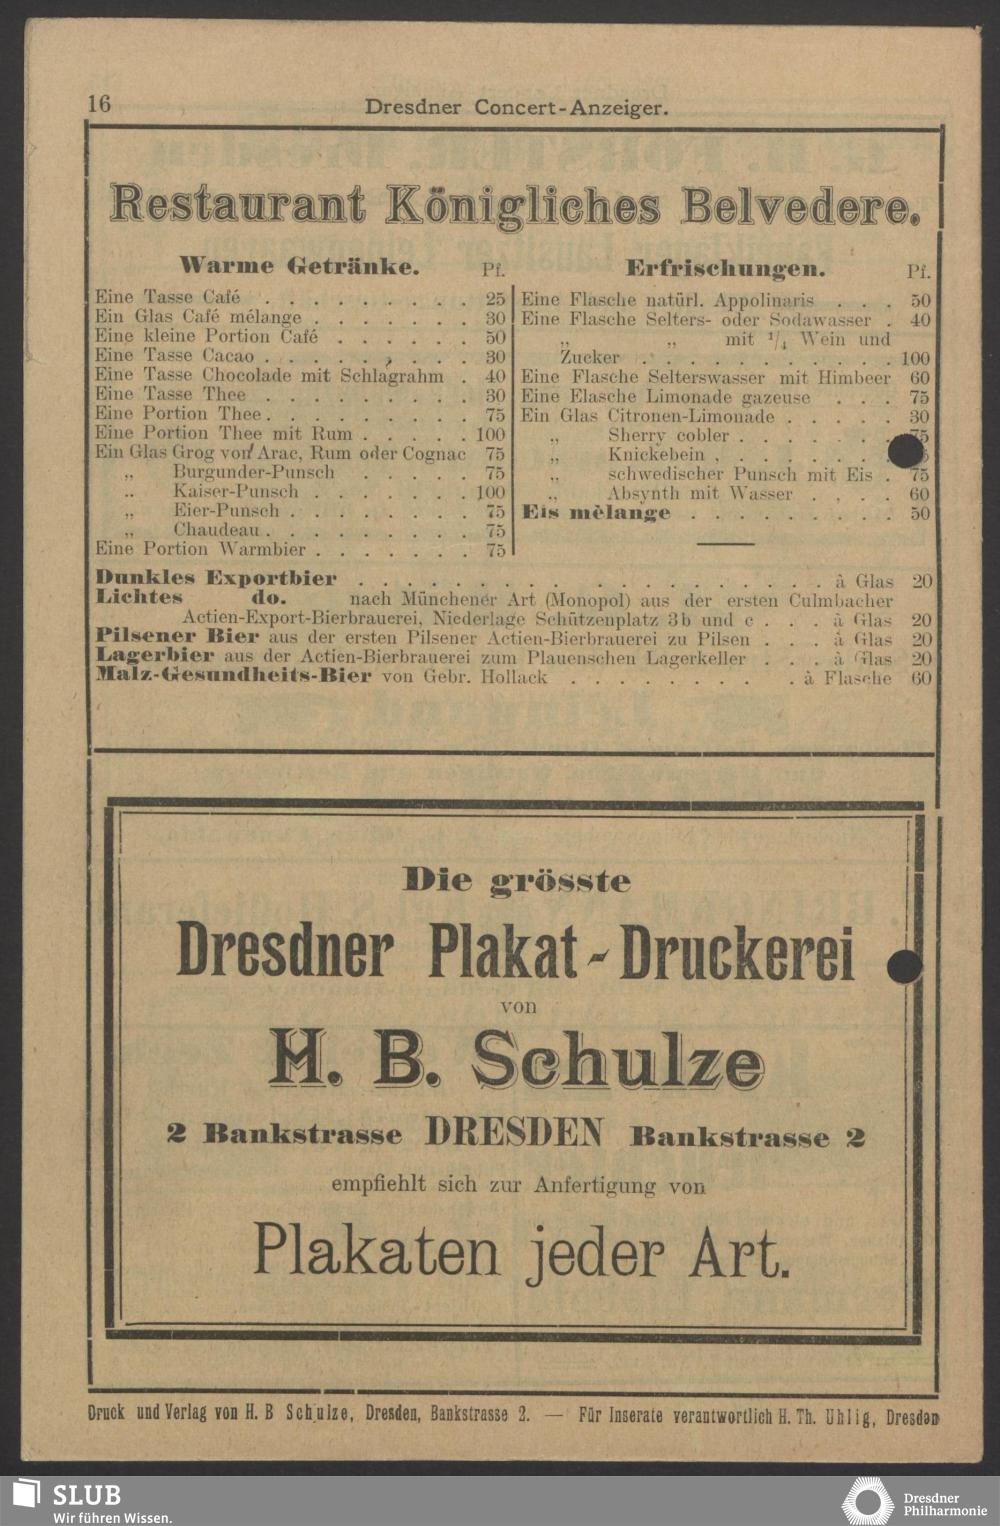 16
Dresdner Concert-Anzeiger.
Restaurant Königliches Belvedere.
Warme Getränke. Pf.
Eine Tasse Café . . . . . . . . . 25
Ein Glas Café mélange . . . . . . . 30
Eine kleine Portion Café . . . . . . 50
Eine Tasse Cacao . . . . . . . . . 30
Eine Tasse Chocolade mit Schlagrahm . 40
Eine Tasse Thee . . . . . . . . . 30
Eine Portion Thee . . . . . . . . . 75
Eine Portion Thee mit Rum . . . . . 100
Ein Glas Grog von Arac, Rum oder Cognac 75
„ Burgunder-Punsch . . . . . 75
„ Kaiser-Punsch . . . . . . . 100
„ Eier-Punsch . . . . . . . . 75
„ Chaudeau . . . . . . . . . 75
Eine Portion Warmbier . . . . . . . 75
Erfrischungen. Pf.
Eine Flasche natürl. Appolinaris . . . 50
Eine Flasche Selters- oder Sodawasser . 40
„ „ mit 1/4 Wein und
Zucker . . . . . . . . . . 100
Eine Flasche Selterswasser mit Himbeer 60
Eine Elasche Limonade gazeuse . . . 75
Ein Glas Citronen-Limonade . . . . . 30
„ Sherry cobler . . . . . . 75
„ Knickebein . . . . . . .
„ schwedischer Punsch mit Eis . 75
„ Absynth mit Wasser . . . . 60
Eis mèlange . . . . . . . . . 50
Dunkles Exportbier . . . . . . . . . . . . . . . . . . . à Glas 20
Lichtes do. nach Münchener Art (Monopol) aus der ersten Culmbacher
Actien-Export-Bierbrauerei, Niederlage Schützenplatz 3b und c . . . à Glas 20
Pilsener Bier aus der ersten Pilsener Actien-Bierbrauerei zu Pilsen . . . à Glas 20
Lagerbier aus der Actien-Bierbrauerei zum Plauenschen Lagerkeller . . . à Glas 20
Malz-Gesundheits-Bier von Gebr. Hollack . . . . . . . . . à Flasche 60
Die grösste
Dresdner Plakat-Druckerei
von
H. B. Schulze
2 Bankstrasse DRESDEN Bankstrasse 2
empfiehlt sich zur Anfertigung von
Plakaten jeder Art.
Druck und Verlag von H. B Schulze, Dresden, Bankstrasse 2. — Für Inserate verantwortlich H. Th. Uhlig, Dresden
SLUB
Wir führen Wissen.
Dresdner
Philharmonie